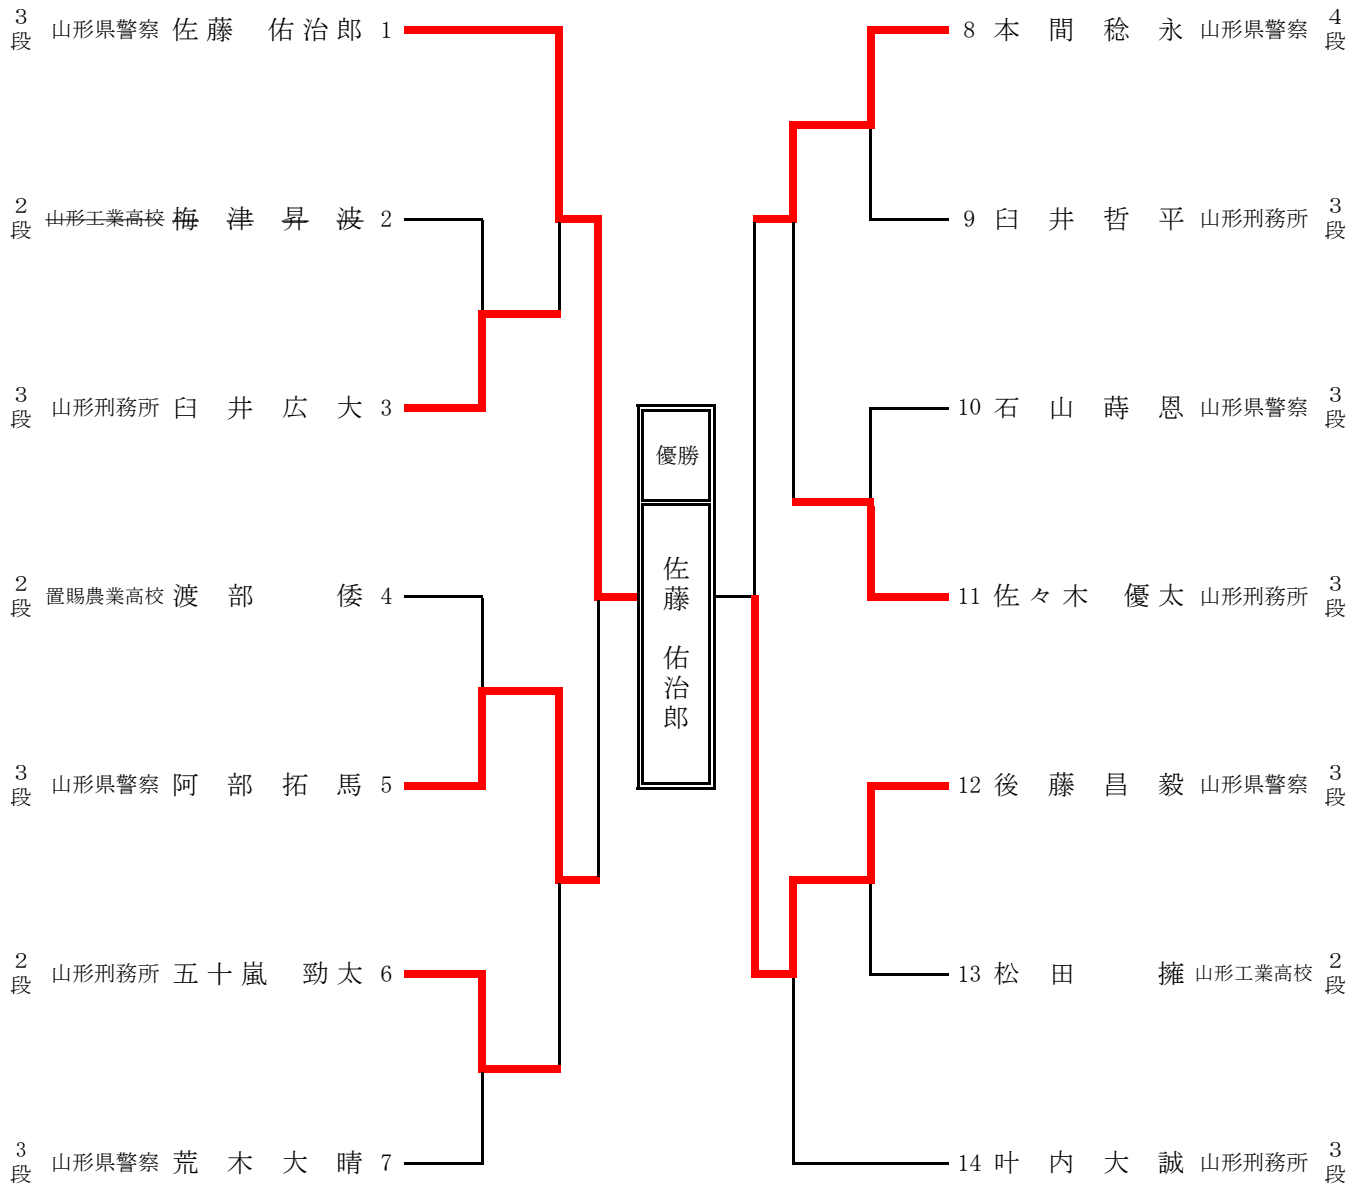 3段 山形県警察 佐藤 佑治郎 1
2段 山形工業高校 梅津昇波 2
3段 山形刑務所 臼井広大 3
2段 置賜農業高校 渡部 倭 4
3段 山形県警察 阿部拓馬 5
2段 山形刑務所 五十嵐 勁太 6
3段 山形県警察 荒木大晴 7
優勝
佐藤 佑治郎
8 本間稔永 山形県警察 4段
9 臼井哲平 山形刑務所 3段
10 石山蒔恩 山形県警察 3段
11 佐々木 優太 山形刑務所 3段
12 後藤昌毅 山形県警察 3段
13 松田 擁 山形工業高校 2段
14 叶内大誠 山形刑務所 3段